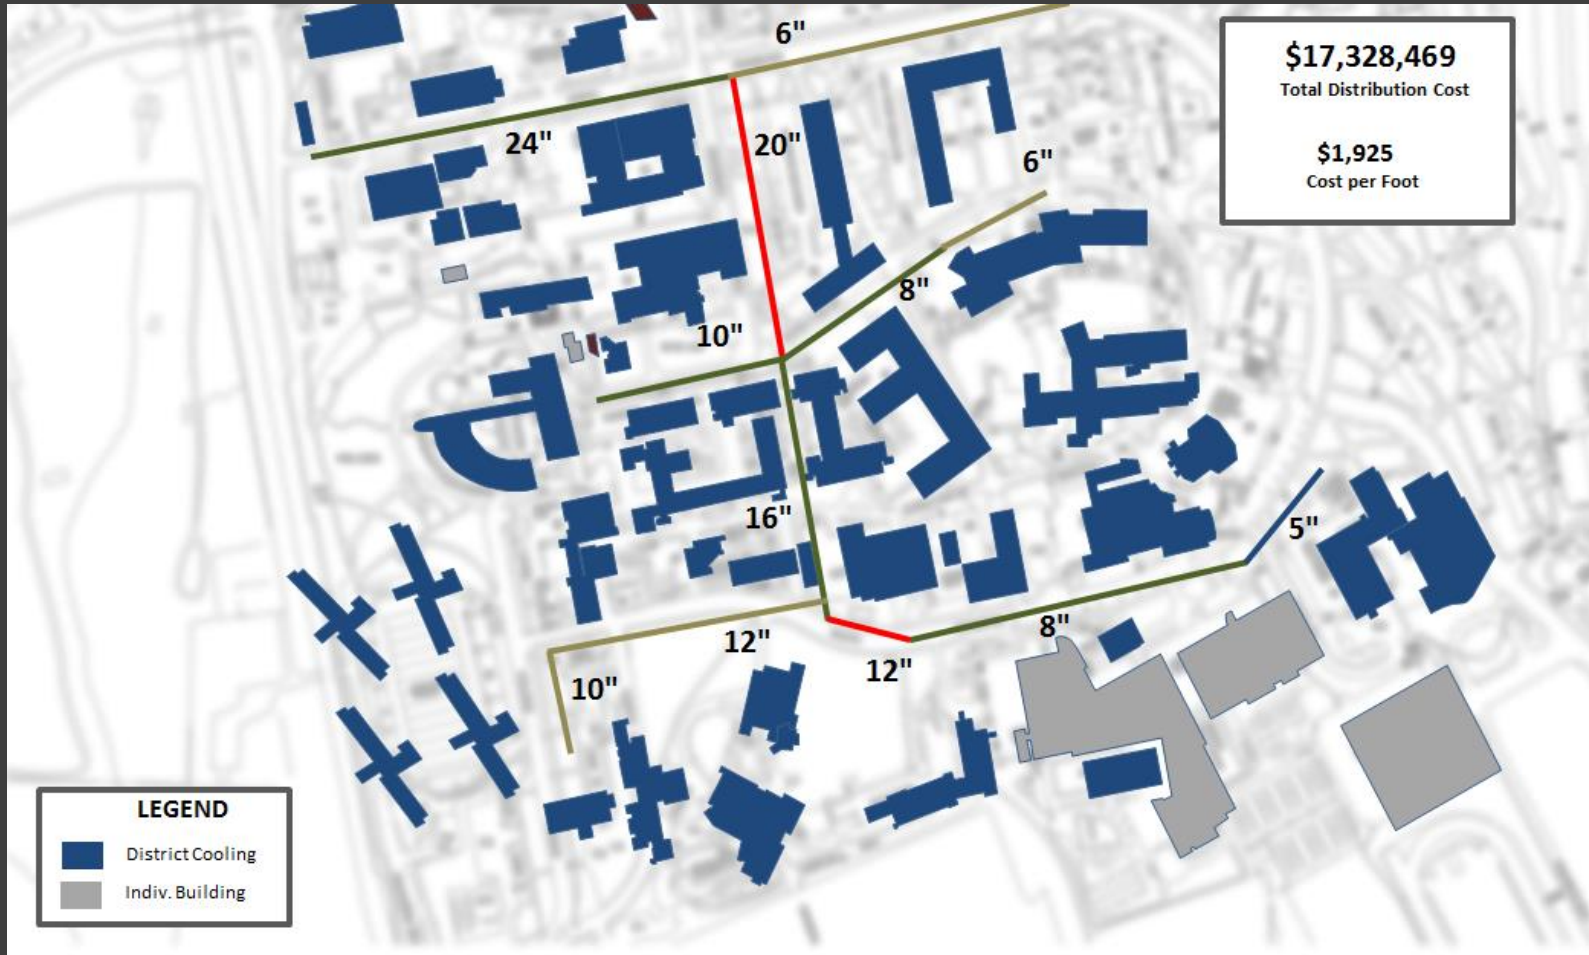 6"
$17,328,469
Total Distribution Cost
$1,925
Cost per Foot
24"
20"
6"
8"
10"
16"
5"
12"
8"
12"
10"
LEGEND
District Cooling
Indiv. Building